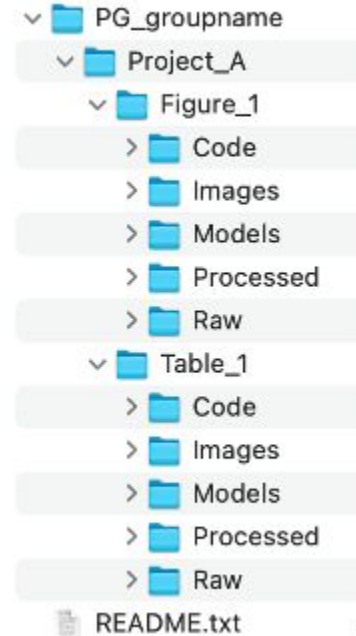 PG_groupname
Project_A
Figure_1
Code
Images
Models
Processed
Raw
Table_1
Code
Images
Models
Processed
Raw
README.txt